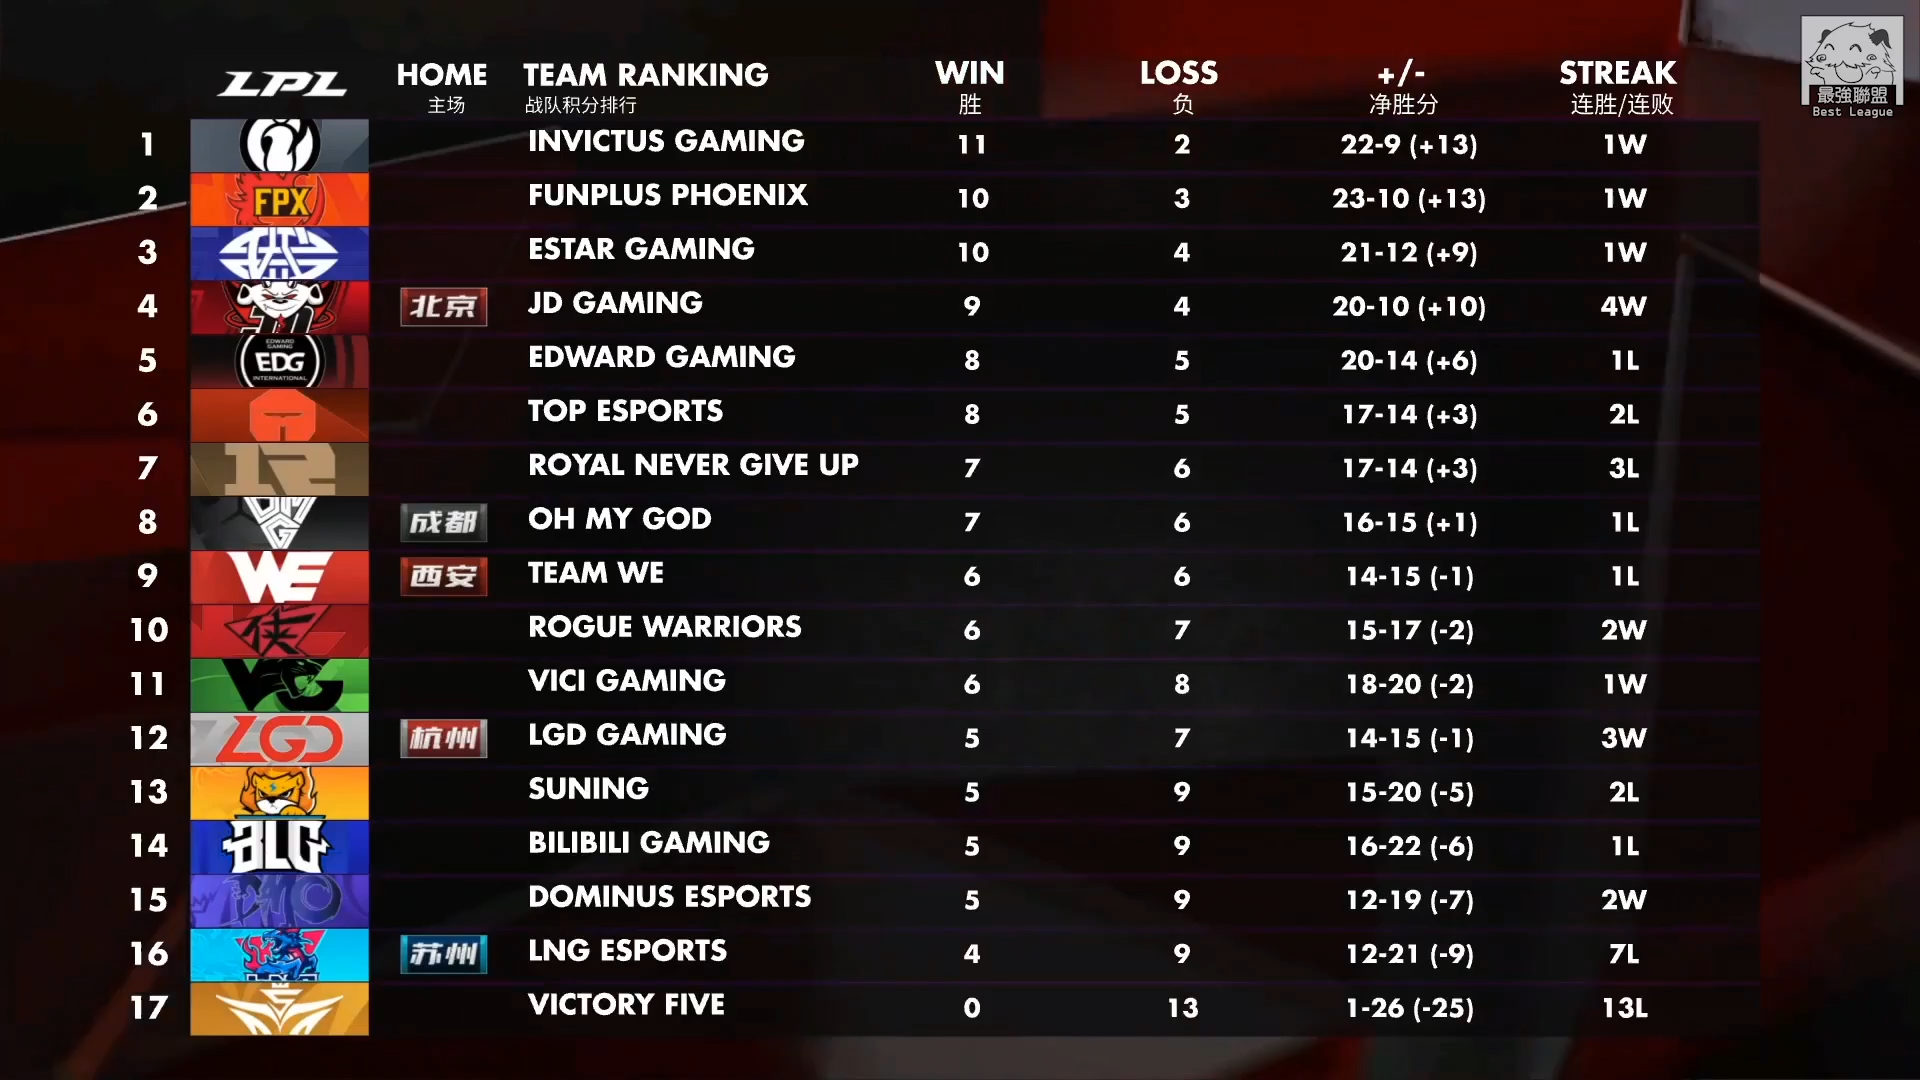 LPL HOME TEAM RANKING WIN LOSS +/- STREAK
主场 战队积分排行 胜 负 净胜分 连胜/连败
最強聯盟
Best League
1 INVICTUS GAMING 11 2 22-9 (+13) 1W
2 FPX FUNPLUS PHOENIX 10 3 23-10 (+13) 1W
3 ESTAR GAMING 10 4 21-12 (+9) 1W
4 北京 JD GAMING 9 4 20-10 (+10) 4W
5 EDWARD GAMING EDG INTERNATIONAL EDWARD GAMING 8 5 20-14 (+6) 1L
6 TOP ESPORTS 8 5 17-14 (+3) 2L
7 ROYAL NEVER GIVE UP 7 6 17-14 (+3) 3L
8 OMG 成都 OH MY GOD 7 6 16-15 (+1) 1L
9 WE 西安 TEAM WE 6 6 14-15 (-1) 1L
10 侠 ROGUE WARRIORS 6 7 15-17 (-2) 2W
11 VG VICI GAMING 6 8 18-20 (-2) 1W
12 LGD 杭州 LGD GAMING 5 7 14-15 (-1) 3W
13 SUNING 5 9 15-20 (-5) 2L
14 BLG BILIBILI GAMING 5 9 16-22 (-6) 1L
15 DMO DOMINUS ESPORTS 5 9 12-19 (-7) 2W
16 苏州 LNG ESPORTS 4 9 12-21 (-9) 7L
17 VICTORY FIVE 0 13 1-26 (-25) 13L